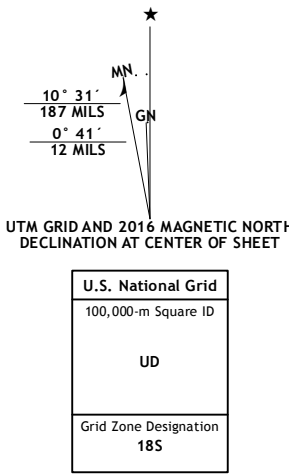 MN
10° 31´
187 MILS
GN
0° 41´
12 MILS
UTM GRID AND 2016 MAGNETIC NORTH
DECLINATION AT CENTER OF SHEET
U.S. National Grid
100,000-m Square ID
UD
Grid Zone Designation
18S